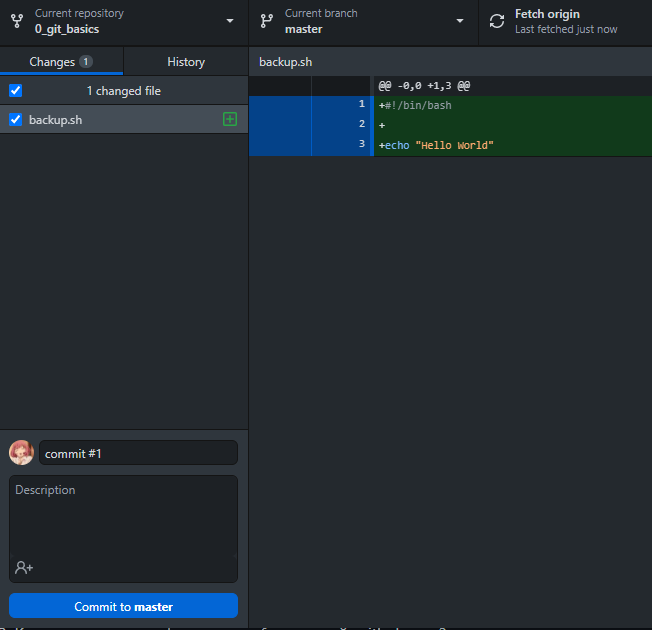 Current repository
0_git_basics
Current branch
master
Fetch origin
Last fetched just now
Changes 1
History
1 changed file
backup.sh
commit #1
Description
Commit to master
backup.sh
@@ -0,0 +1,3 @@
1 +#!/bin/bash
2 +
3 +echo "Hello World"